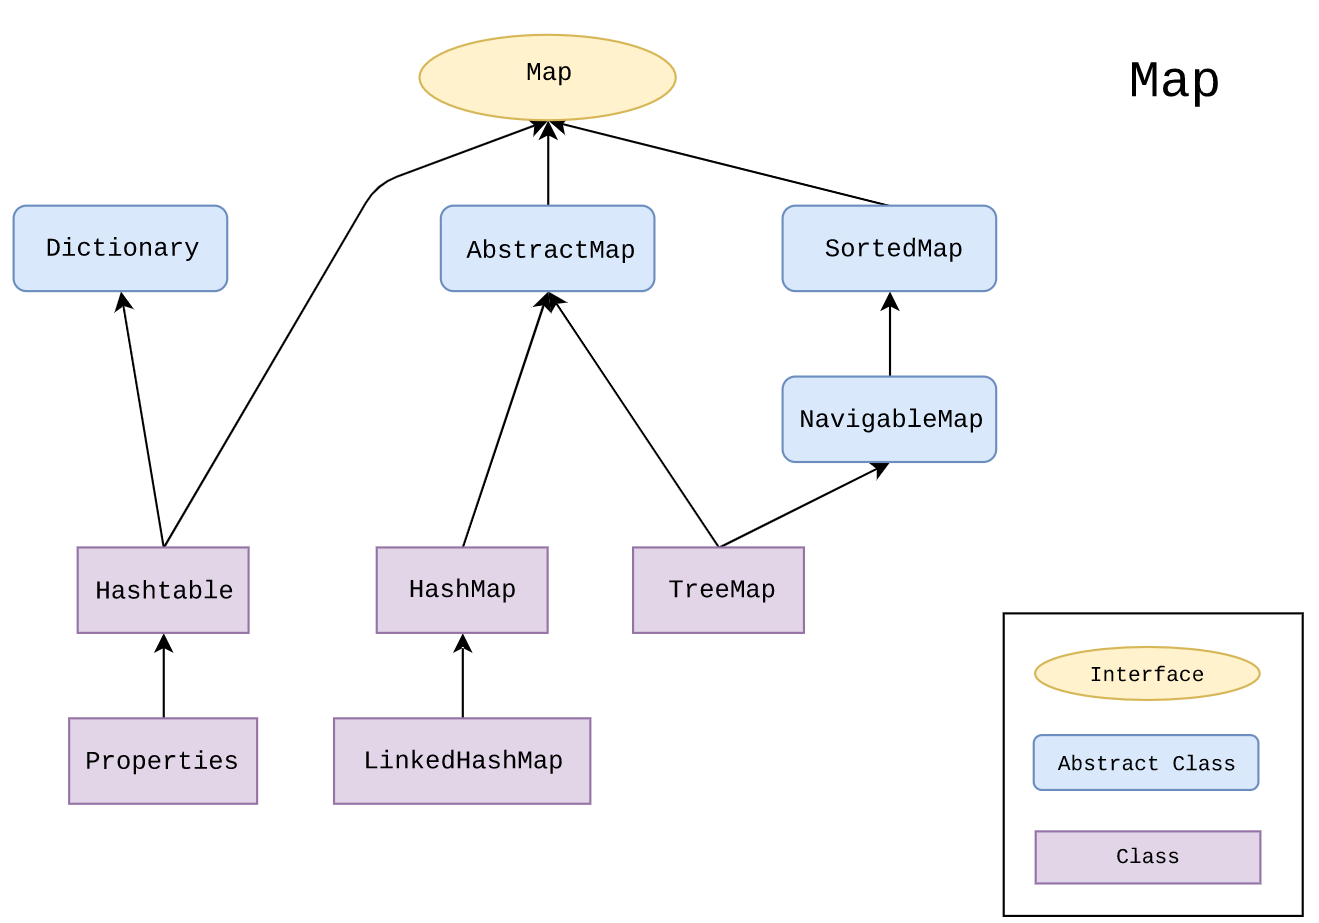 Map
Map
Dictionary
AbstractMap
SortedMap
NavigableMap
Hashtable
HashMap
TreeMap
Properties
LinkedHashMap
Interface
Abstract Class
Class